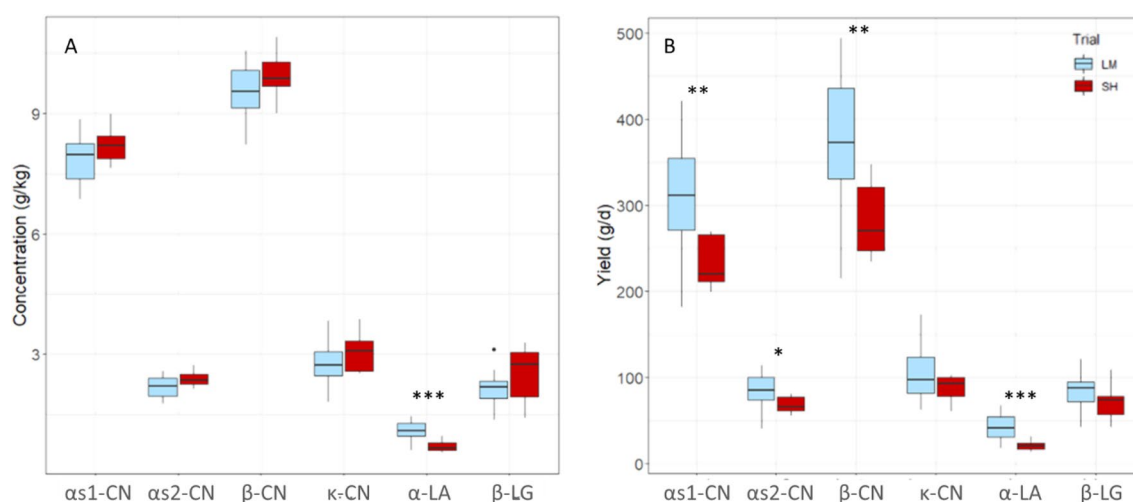 A
Concentration (g/kg)
9
6
3
***
αs1-CN αs2-CN β-CN κ-CN α-LA β-LG
B
Trial
LM
SH
Yield (g/d)
500
400
300
200
100
0
**
*
**
***
αs1-CN αs2-CN β-CN κ-CN α-LA β-LG